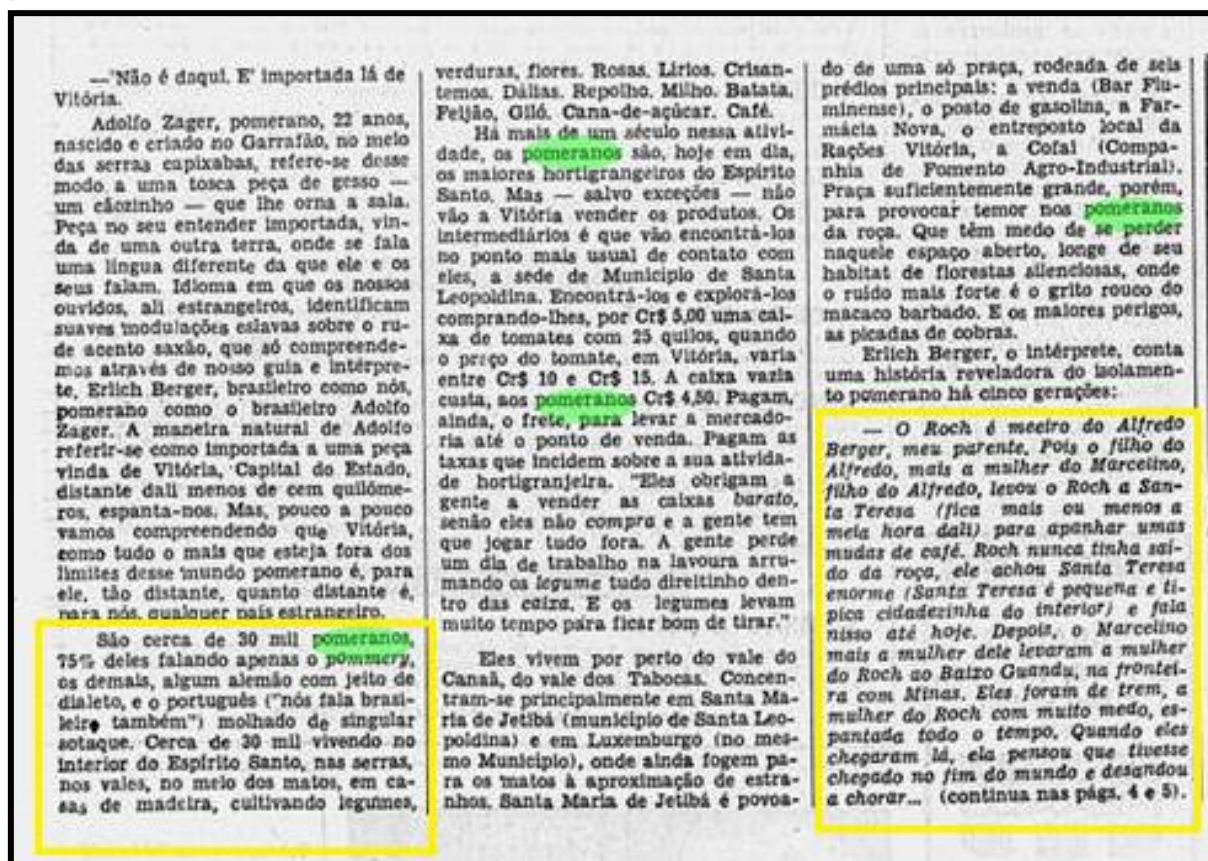 —'Não é daqui. E' importada lá de
Vitória.
Adolfo Zager, pomerano, 22 anos,
nascido e criado no Garrafão, no meio
das serras capixabas, refere-se desse
modo a uma tosca peça de gesso —
um cãozinho — que lhe orna a sala.
Peça no seu entender importada, vin-
da de uma outra terra, onde se fala
uma lingua diferente da que ele e os
seus falam. Idioma em que os nossos
ouvidos, ali estrangeiros, identificam
suaves modulações eslavas sobre o ru-
de acento saxão, que só compreende-
mos através de nosso guia e intérpre-
te, Erlich Berger, brasileiro como nós,
pomerano como o brasileiro Adolfo
Zager. A maneira natural de Adolfo
referir-se como importada a uma peça
vinda de Vitória, Capital do Estado,
distante dali menos de cem quilôme-
ros, espanta-nos. Mas, pouco a pouco
vamos compreendendo que Vitória,
como tudo o mais que esteja fora dos
limites desse mundo pomerano é, para
ele, tão distante, quanto distante é,
para nós, qualquer país estrangeiro.
São cerca de 30 mil pomeranos,
75% deles falando apenas o pommery,
os demais, algum alemão com jeito de
dialeto, e o português ("nós fala brasi-
leiro também") molhado de singular
sotaque. Cerca de 30 mil vivendo no
interior do Espírito Santo, nas serras,
nos vales, no meio dos matos, em ca-
sas de madeira, cultivando legumes,
verduras, flores. Rosas. Lírios. Crisan-
temos. Dálias. Repolho. Milho. Batata.
Feijão, Giló. Cana-de-açúcar. Café.
Há mais de um século nessa ativi-
dade, os pomeranos são, hoje em dia,
os maiores hortigrangeiros do Espírito
Santo. Mas — salvo exceções — não
vão a Vitória vender os produtos. Os
intermediários é que vão encontrá-los
no ponto mais usual de contato com
eles, a sede de Município de Santa
Leopoldina. Encontrá-los e explorá-los
comprando-lhes, por Cr$ 5,00 uma cai-
xa de tomates com 25 quilos, quando
o preço do tomate, em Vitória, varia
entre Cr$ 10 e Cr$ 15. A caixa vazia
custa, aos pomeranos Cr$ 4,50. Pagam,
ainda, o frete, para levar a mercado-
ria até o ponto de venda. Pagam as
taxas que incidem sobre a sua ativida-
de hortigranjeira. "Eles obrigam a
gente a vender as caixas barato,
senão eles não compra e a gente tem
que jogar tudo fora. A gente perde
um dia de trabalho na lavoura arru-
mando os legume tudo direitinho den-
tro das caixa. E os legumes levam
muito tempo pára ficar bom de tirar."
Eles vivem por perto do vale do
Canaã, do vale dos Tabocas. Concen-
tram-se principalmente em Santa Ma-
ria de Jetibá (município de Santa Leo-
poldina) e em Luxemburgo (no mes-
mo Município), onde ainda fogem pa-
ra os matos à aproximação de estra-
nhos. Santa Maria de Jetibá é povoa-
do de uma só praça, rodeada de seis
prédios principais: a venda (Bar Flu-
minense), o posto de gasolina, a Far-
mácia Nova, o entreposto local da
Rações Vitória, a Cofai (Compa-
nhia de Fomento Agro-Industrial).
Praça suficientemente grande, porém,
para provocar temor nos pomeranos
da roça. Que têm medo de se perder
naquele espaço aberto, longe de seu
habitat de florestas silenciosas, onde
o ruído mais forte é o grito rouco do
macaco barbado. E os maiores perigos,
as picadas de cobras.
Erlich Berger, o intérprete, conta
uma história reveladora do isolamen-
to pomerano há cinco gerações:
— O Roch é meeiro do Alfredo
Berger, meu parente. Pois o filho do
Alfredo, mais a mulher do Marcelino,
filho do Alfredo, levou o Roch a San-
ta Teresa (fica mais ou menos a
meia hora dali) para apanhar umas
mudas de café. Roch nunca tinha saí-
do da roça, ele achou Santa Teresa
enorme (Santa Teresa é pequena e tí-
pica cidadezinha do interior) e fala
nisso até hoje. Depois, o Marcelino
mais a mulher dele levaram a mulher
do Roch ao Baixo Guandu, na frontei-
ra com Minas. Eles foram de trem, a
mulher do Roch com muito medo, es-
pantada todo o tempo. Quando eles
chegaram lá, ela pensou que tivesse
chegado no fim do mundo e desandou
a chorar... (continua nas págs. 4 e 5).